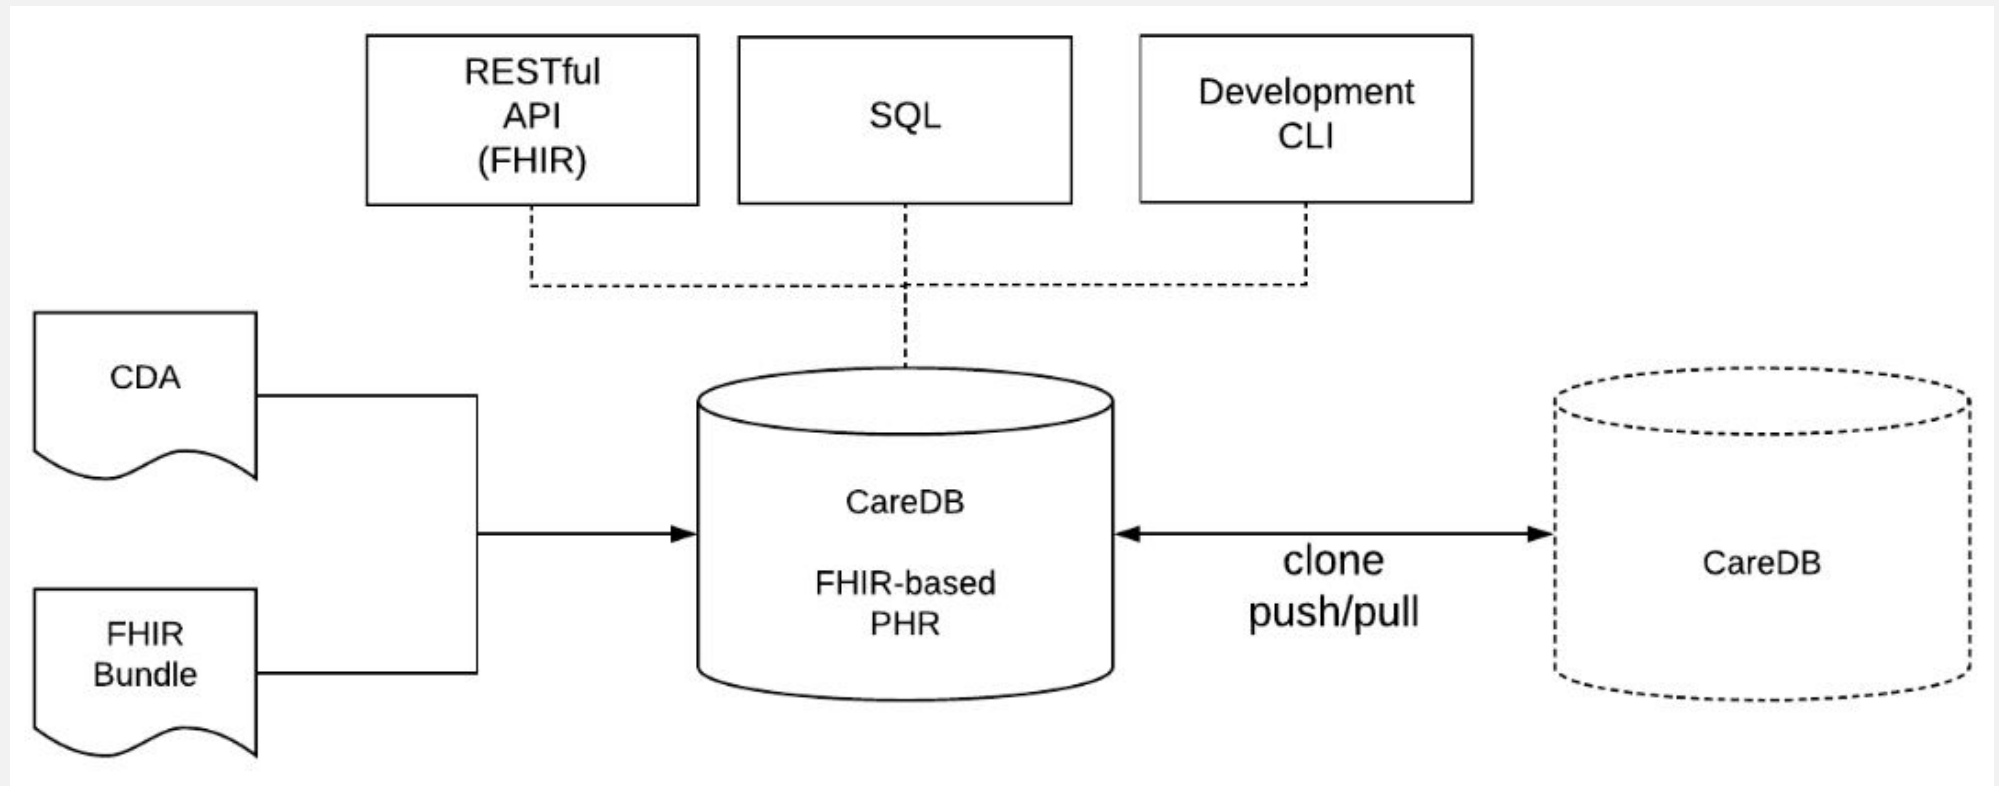 RESTful
API
(FHIR)
SQL
Development
CLI
CDA
FHIR
Bundle
CareDB
FHIR-based
PHR
clone
push/pull
CareDB